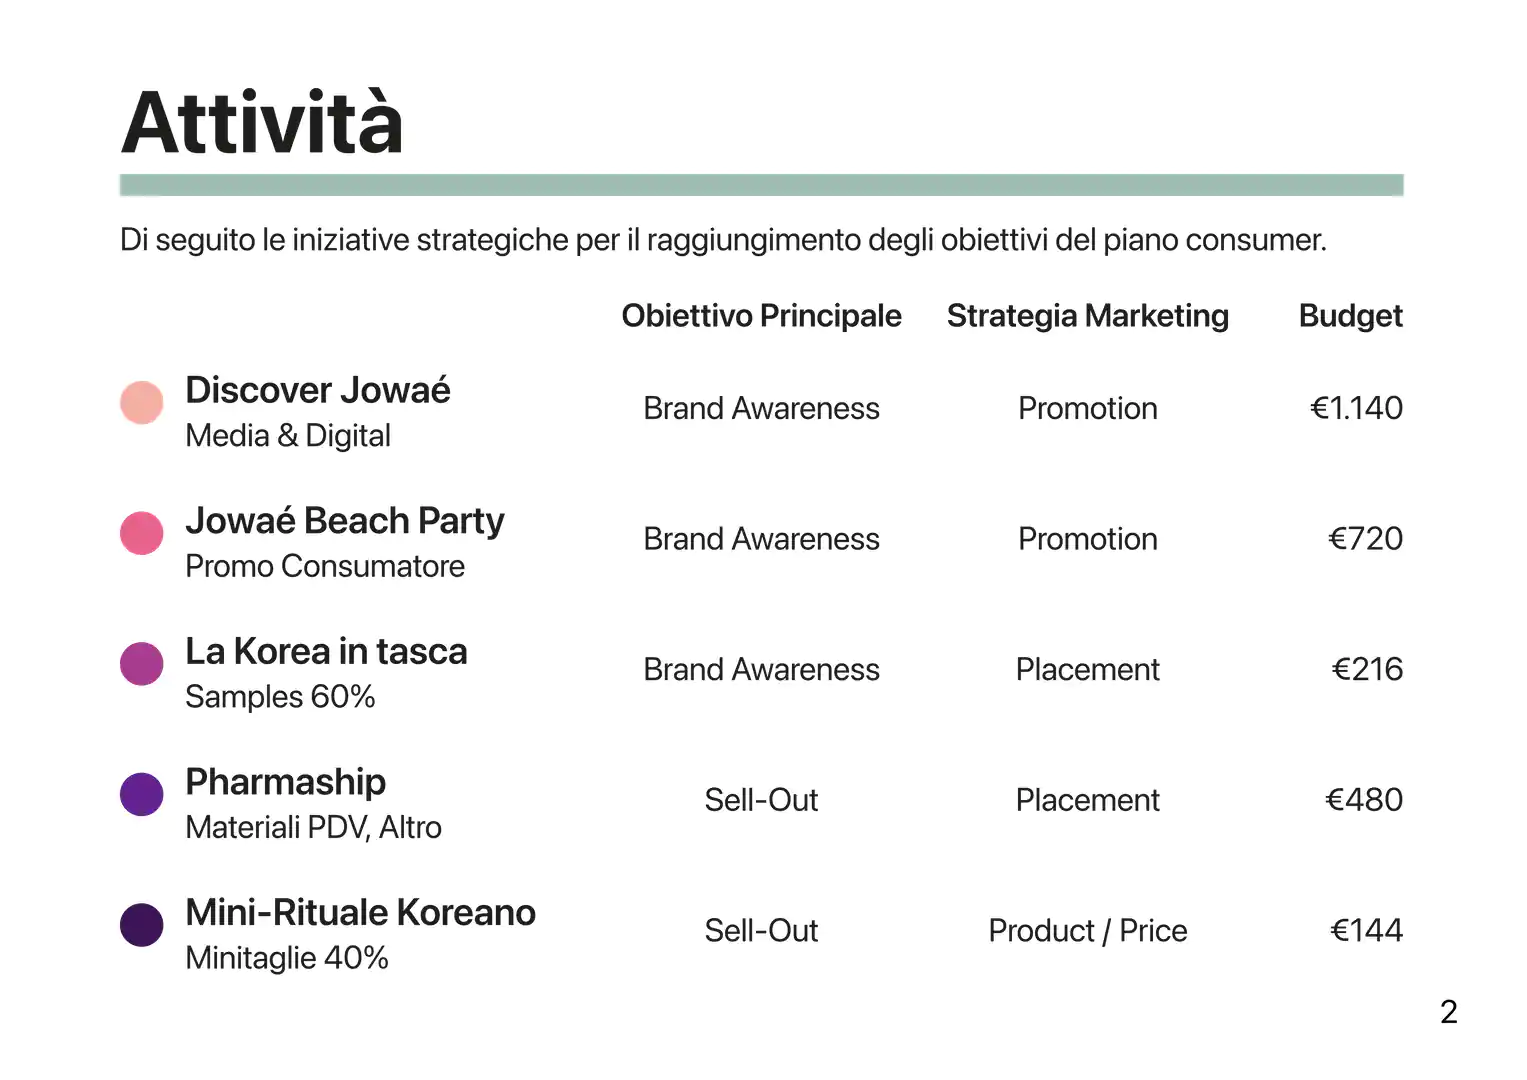 Attività
Di seguito le iniziative strategiche per il raggiungimento degli obiettivi del piano consumer.
Obiettivo Principale Strategia Marketing Budget
Discover Jowaé
Media & Digital
Brand Awareness Promotion €1.140
Jowaé Beach Party
Promo Consumatore
Brand Awareness Promotion €720
La Korea in tasca
Samples 60%
Brand Awareness Placement €216
Pharmaship
Materiali PDV, Altro
Sell-Out Placement €480
Mini-Rituale Koreano
Minitaglie 40%
Sell-Out Product / Price €144
2